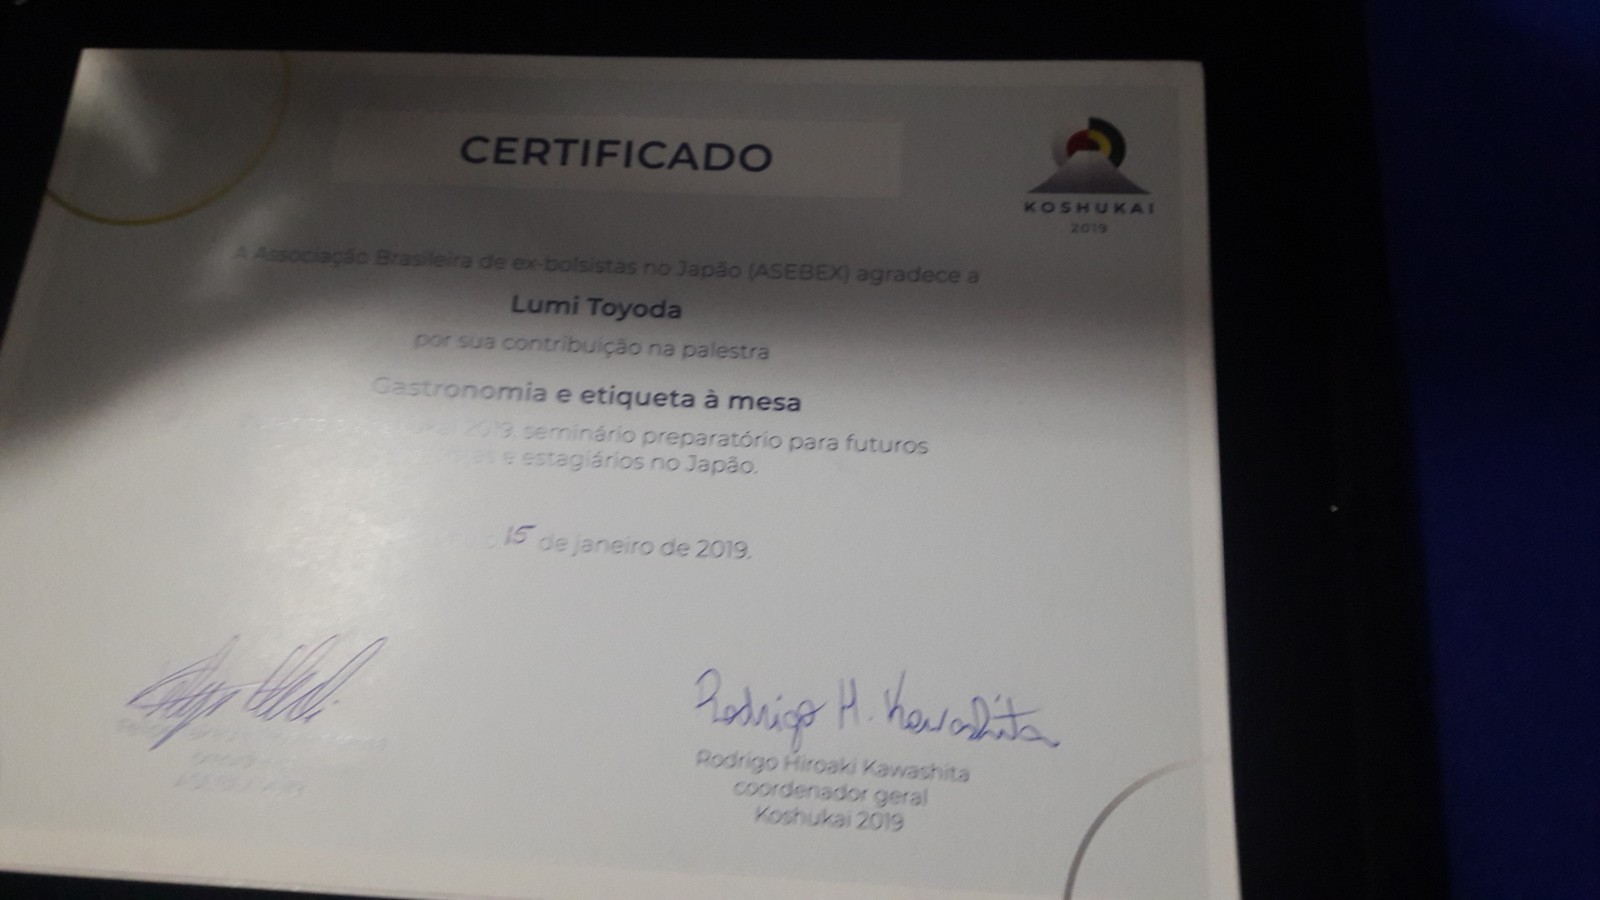 CERTIFICADO
KOSHUKAI
2019
A Associação Brasileira de ex-bolsistas no Japão (ASEBEX) agradece a
Lumi Toyoda
por sua contribuição na palestra
Gastronomia e etiqueta à mesa
2019, seminário preparatório para futuros
e estagiários no Japão.
15 de janeiro de 2019.
Rodrigo H. Kawashita
Rodrigo Hiroaki Kawashita
coordenador geral
Koshukai 2019